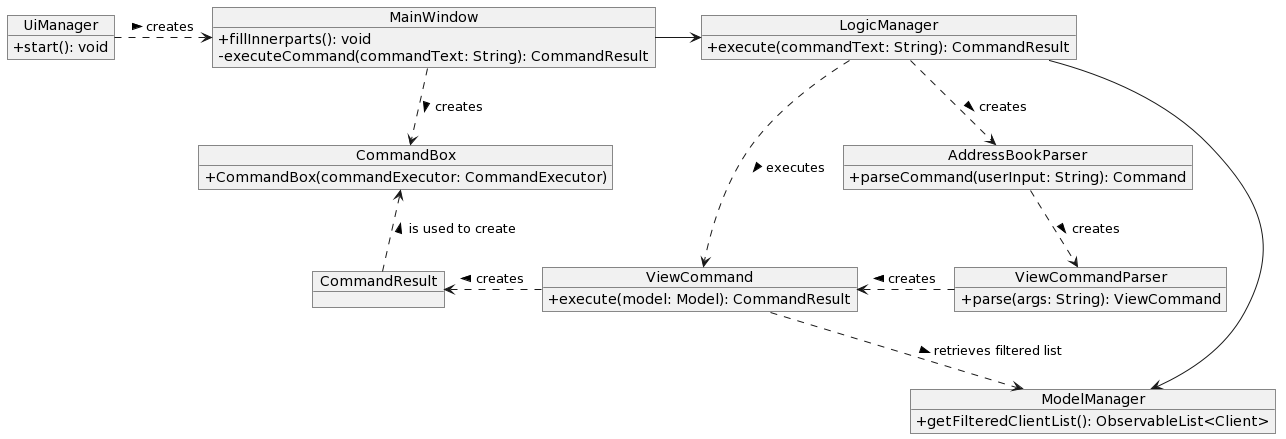 UiManager
+start(): void
creates
MainWindow
+fillInnerparts(): void
-executeCommand(commandText: String): CommandResult
LogicManager
+execute(commandText: String): CommandResult
creates
creates
CommandBox
+CommandBox(commandExecutor: CommandExecutor)
executes
AddressBookParser
+parseCommand(userInput: String): Command
is used to create
creates
CommandResult
creates
ViewCommand
+execute(model: Model): CommandResult
creates
ViewCommandParser
+parse(args: String): ViewCommand
retrieves filtered list
ModelManager
+getFilteredClientList(): ObservableList<Client>